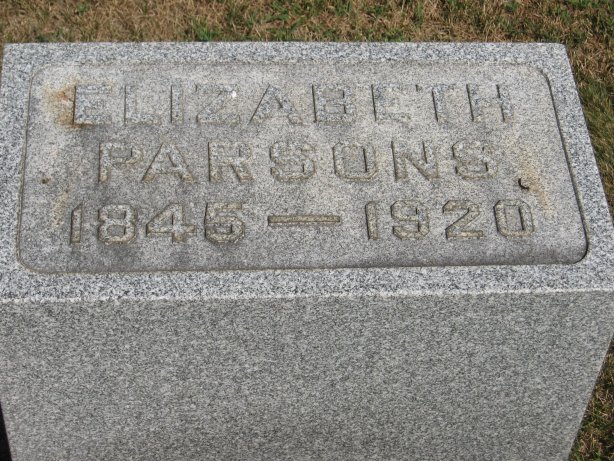 ELIZABETH
PARSONS
1845 — 1920